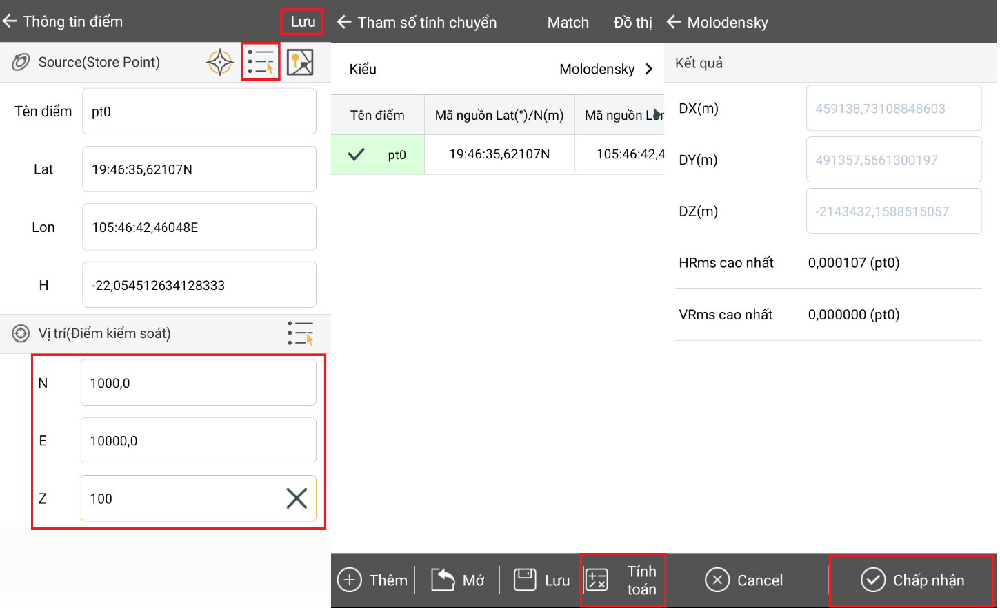 Thông tin điểm
Lưu
Source(Store Point)
Tên điểm
pt0
Lat
19:46:35,62107N
Lon
105:46:42,46048E
H
-22,054512634128333
Vị trí(Điểm kiểm soát)
N
1000,0
E
10000,0
Z
100
Tham số tính chuyển
Match
Đồ thị
Kiểu
Molodensky
Tên điểm
Mã nguồn Lat(°)/N(m)
Mã nguồn Lon
pt0
19:46:35,62107N
105:46:42,4
Thêm
Mở
Lưu
Tính
toán
Molodensky
Kết quả
DX(m)
459138,73108848603
DY(m)
491357,5661300197
DZ(m)
-2143432,1588515057
HRms cao nhất
0,000107 (pt0)
VRms cao nhất
0,000000 (pt0)
Cancel
Chấp nhận